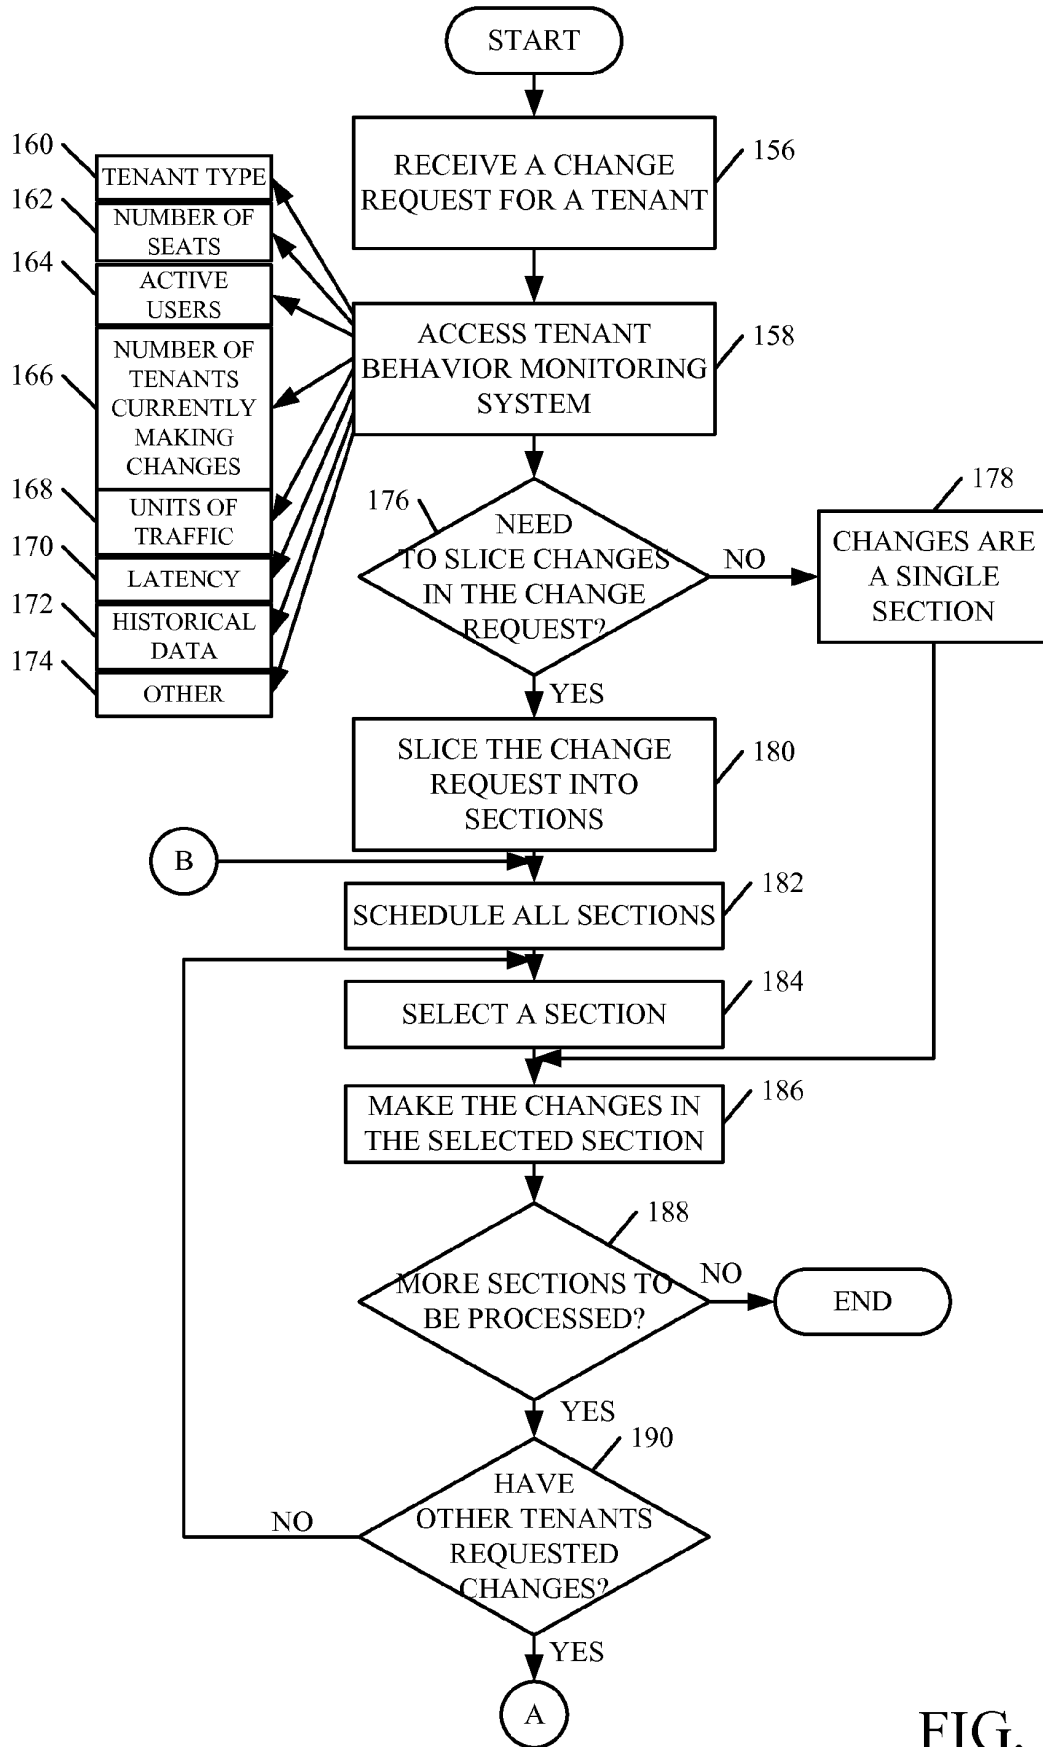 START
RECEIVE A CHANGE
REQUEST FOR A TENANT
156
160
TENANT TYPE
162
NUMBER OF
SEATS
164
ACTIVE
USERS
166
NUMBER OF
TENANTS
CURRENTLY
MAKING
CHANGES
168
UNITS OF
TRAFFIC
170
LATENCY
172
HISTORICAL
DATA
174
OTHER
ACCESS TENANT
BEHAVIOR MONITORING
SYSTEM
158
176
NEED
TO SLICE CHANGES
IN THE CHANGE
REQUEST?
NO
178
CHANGES ARE
A SINGLE
SECTION
YES
SLICE THE CHANGE
REQUEST INTO
SECTIONS
180
B
SCHEDULE ALL SECTIONS
182
SELECT A SECTION
184
MAKE THE CHANGES IN
THE SELECTED SECTION
186
188
MORE SECTIONS TO
BE PROCESSED?
NO
END
YES
190
HAVE
OTHER TENANTS
REQUESTED
CHANGES?
NO
YES
A
FIG.